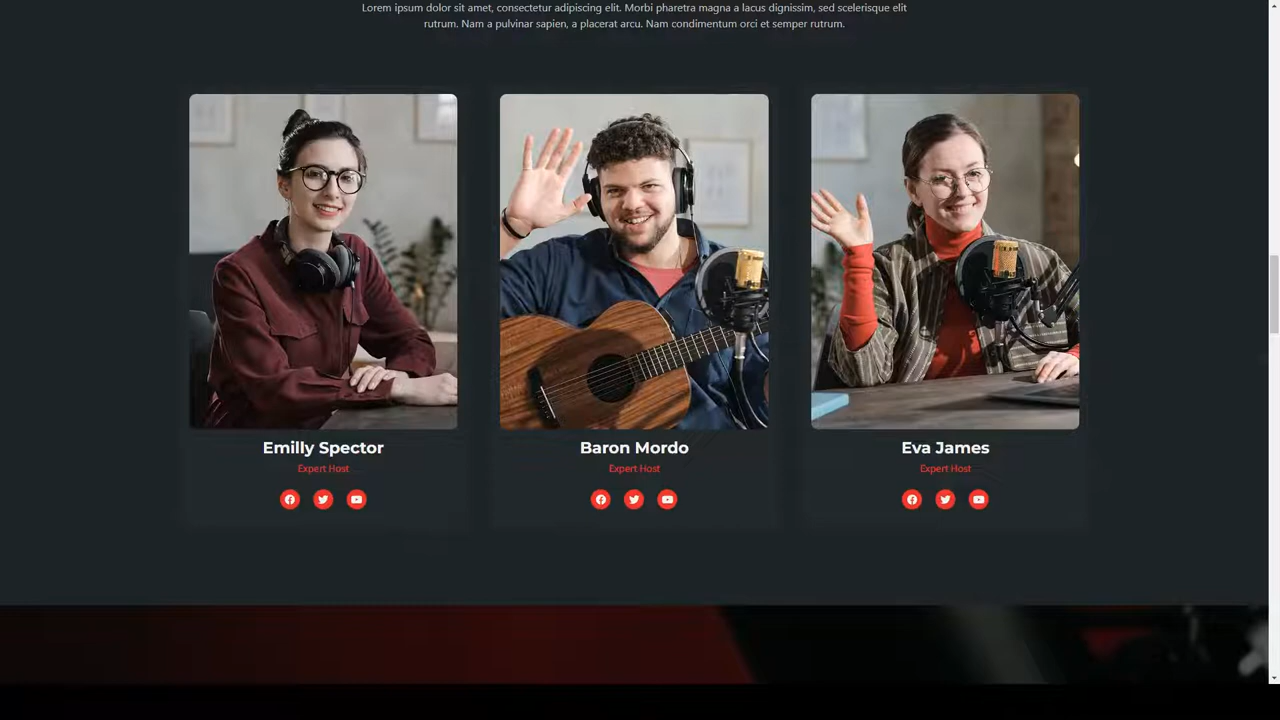 Lorem ipsum dolor sit amet, consectetur adipiscing elit. Morbi pharetra magna a lacus dignissim, sed scelerisque elit
rutrum. Nam a pulvinar sapien, a placerat arcu. Nam condimentum orci et semper rutrum.
Emilly Spector
Expert Host
Baron Mordo
Expert Host
Eva James
Expert Host